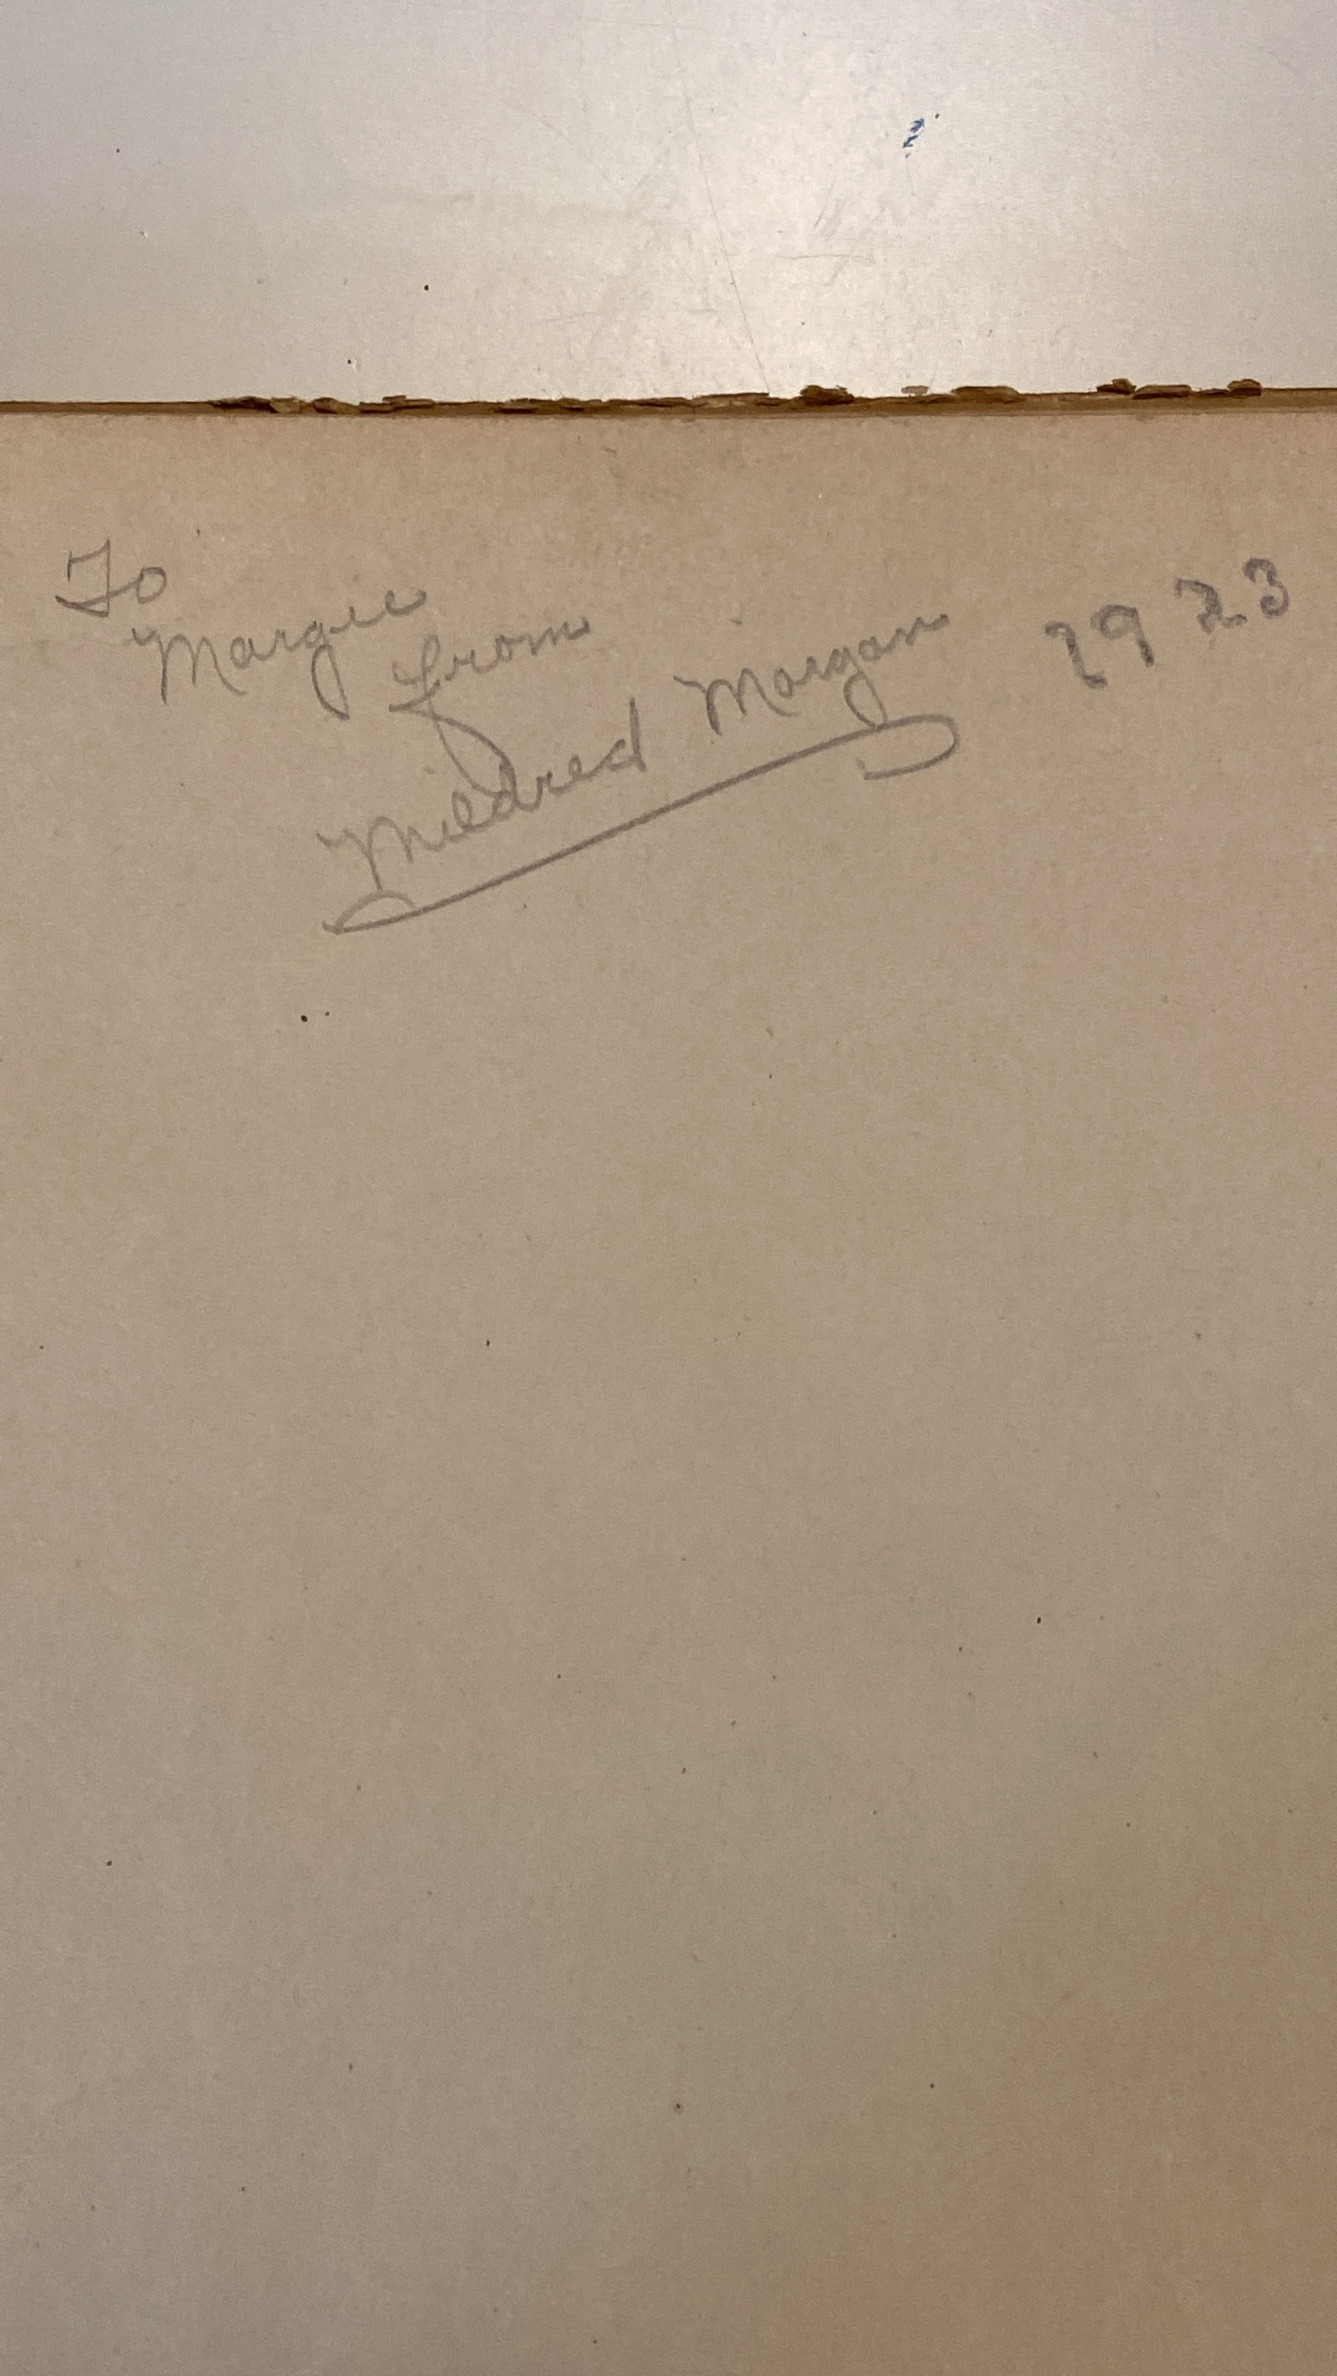 To
Margie
from
Mildred Morgan 1923